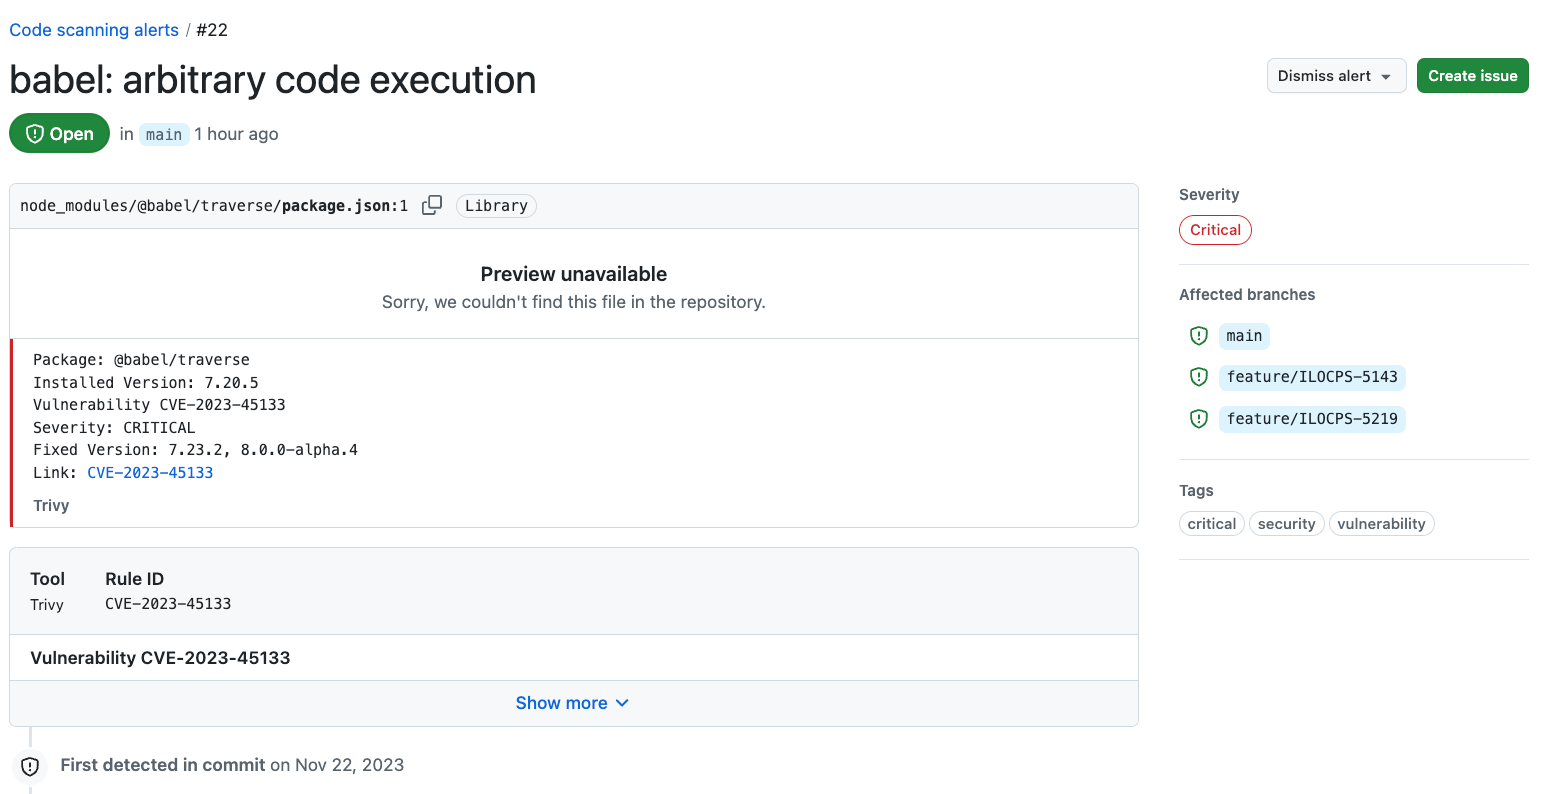 Code scanning alerts / #22
babel: arbitrary code execution
Dismiss alert
Create issue
Open in main 1 hour ago
node_modules/@babel/traverse/package.json:1 Library
Preview unavailable
Sorry, we couldn't find this file in the repository.
Package: @babel/traverse
Installed Version: 7.20.5
Vulnerability CVE-2023-45133
Severity: CRITICAL
Fixed Version: 7.23.2, 8.0.0-alpha.4
Link: CVE-2023-45133
Trivy
Tool Rule ID
Trivy CVE-2023-45133
Vulnerability CVE-2023-45133
Show more
First detected in commit on Nov 22, 2023
Severity
Critical
Affected branches
main
feature/ILOCPS-5143
feature/ILOCPS-5219
Tags
critical security vulnerability